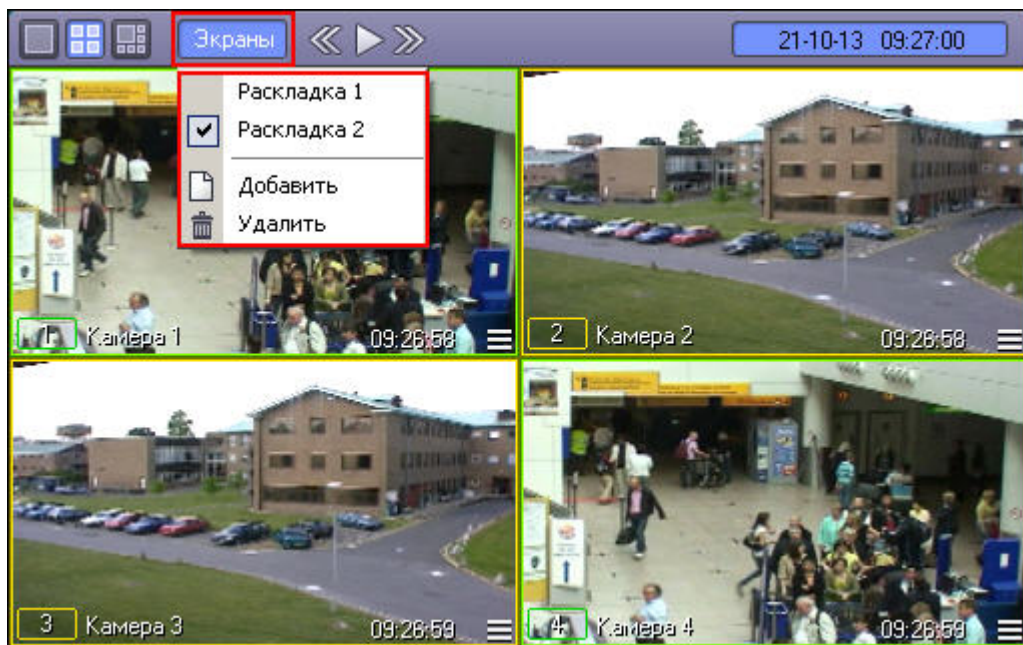 Экраны
21-10-13 09:27:00
Раскладка 1
Раскладка 2
Добавить
Удалить
1 Камера 1 09:26:58
2 Камера 2 09:26:58
3 Камера 3 09:26:59
4 Камера 4 09:26:59